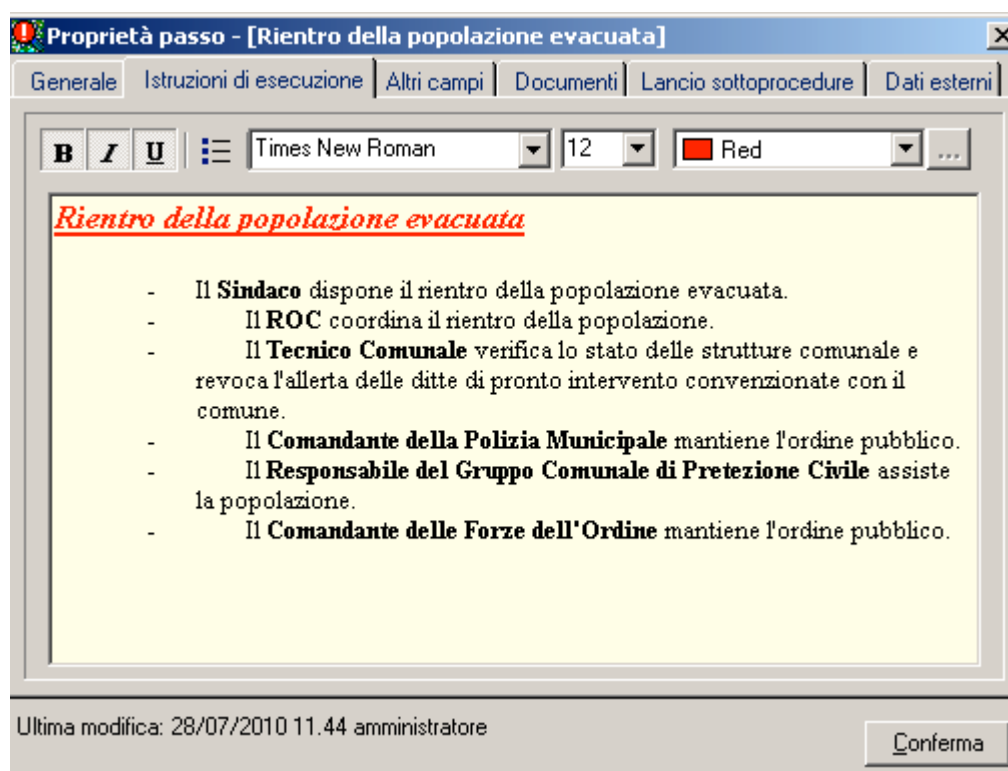 Proprietà passo - [Rientro della popolazione evacuata]
Generale Istruzioni di esecuzione Altri campi Documenti Lancio sottoprocedure Dati esterni
B I U Times New Roman 12 Red ...
Rientro della popolazione evacuata
- Il Sindaco dispone il rientro della popolazione evacuata.
- Il ROC coordina il rientro della popolazione.
- Il Tecnico Comunale verifica lo stato delle strutture comunale e
revoca l'allerta delle ditte di pronto intervento convenzionate con il
comune.
- Il Comandante della Polizia Municipale mantiene l'ordine pubblico.
- Il Responsabile del Gruppo Comunale di Pretezione Civile assiste
la popolazione.
- Il Comandante delle Forze dell'Ordine mantiene l'ordine pubblico.
Ultima modifica: 28/07/2010 11.44 amministratore
Conferma